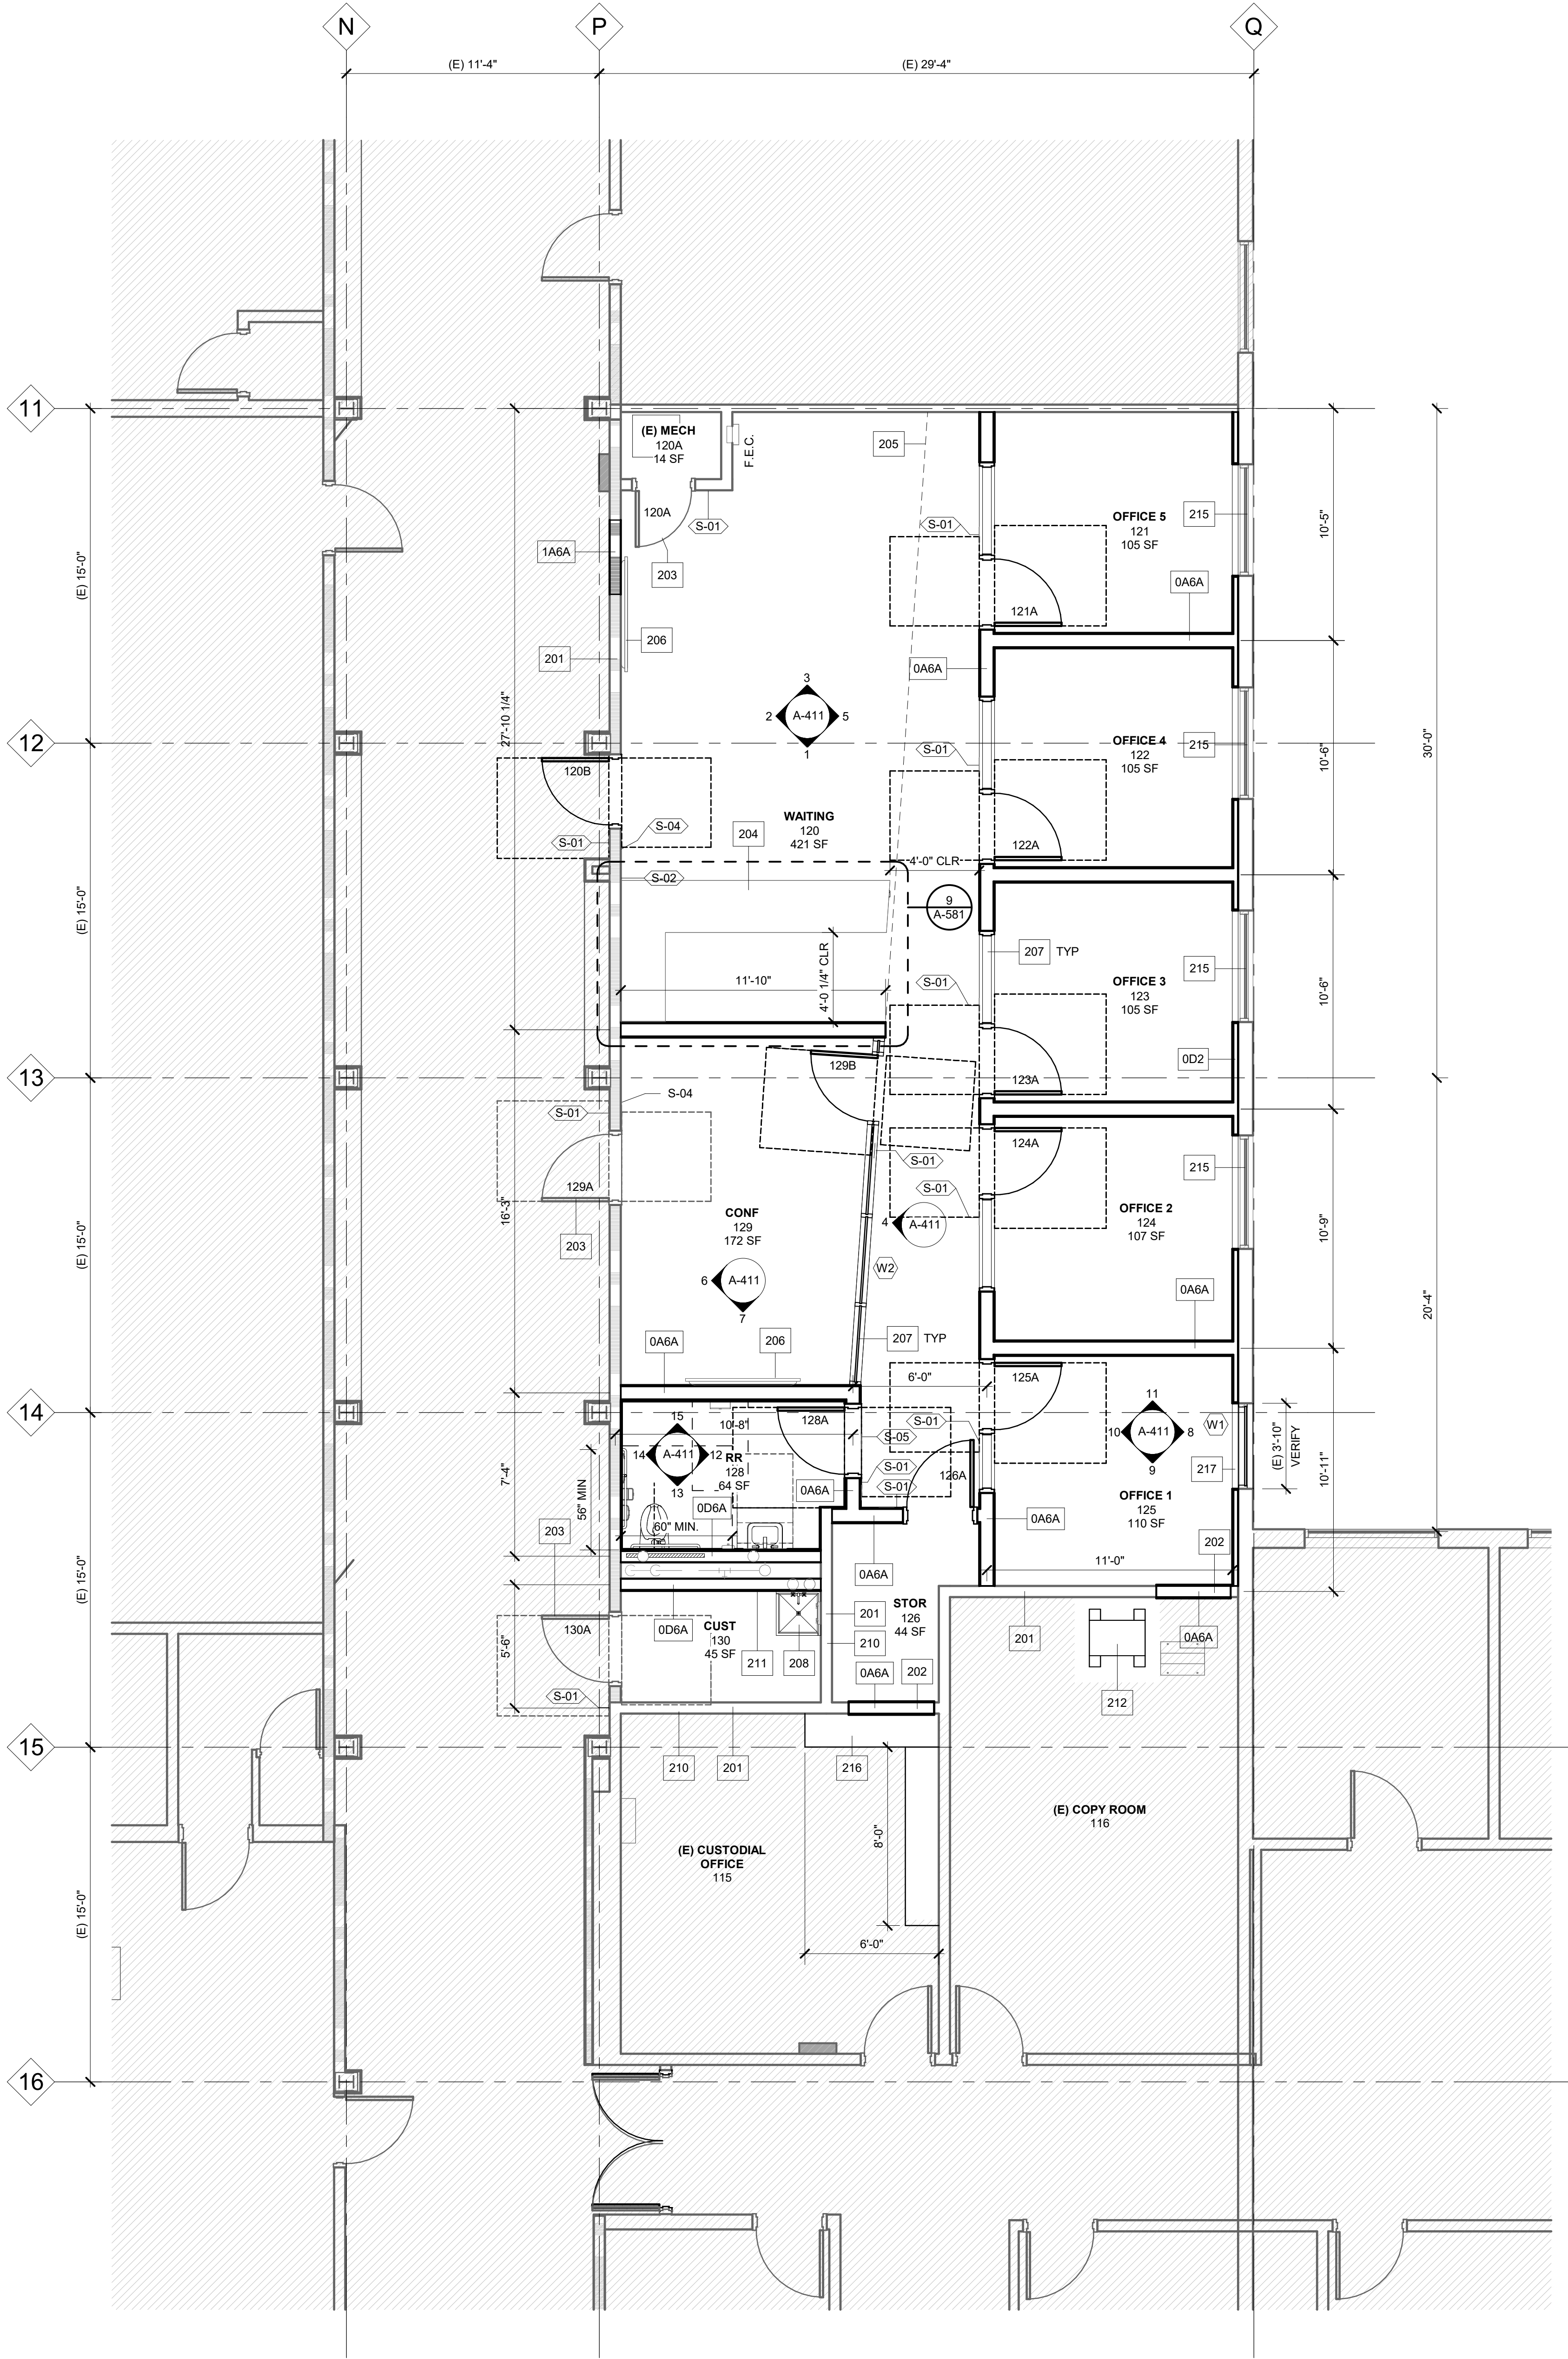 N
P
Q
(E) 11'-4"
(E) 29'-4"
11
(E) MECH
120A
14 SF
F.E.C.
205
120A
S-01
S-01
OFFICE 5
121
105 SF
215
10'-5"
1A6A
203
(E) 15'-0"
0A6A
121A
206
201
0A6A
3
2
A-411
5
1
27'-10 1/4"
12
S-01
OFFICE 4
122
105 SF
215
10'-6"
30'-0"
120B
WAITING
120
421 SF
S-04
S-01
204
122A
4'-0" CLR
S-02
(E) 15'-0"
9
A-581
207 TYP
4'-0 1/4" CLR
11'-10"
S-01
OFFICE 3
123
105 SF
215
10'-6"
0D2
129B
13
123A
S-04
S-01
124A
S-01
S-01
215
129A
16'-3"
CONF
129
172 SF
4
A-411
OFFICE 2
124
107 SF
10'-9"
(E) 15'-0"
203
W2
6
A-411
7
0A6A
20'-4"
0A6A
206
207 TYP
6'-0"
125A
14
15
14
A-411
12
13
10'-8"
128A
RR
128
64 SF
S-05
S-01
S-01
S-01
126A
11
10
A-411
8
9
W1
217
(E) 3'-10"
VERIFY
7'-4"
56" MIN
0A6A
OFFICE 1
125
110 SF
10'-11"
0D6A
60" MIN.
203
0A6A
202
(E) 15'-0"
11'-0"
0A6A
STOR
126
44 SF
201
210
130A
0D6A
CUST
130
45 SF
211
208
201
0A6A
212
5'-6"
S-01
0A6A
202
15
210
201
216
(E) COPY ROOM
116
(E) CUSTODIAL
OFFICE
115
8'-0"
(E) 15'-0"
6'-0"
16